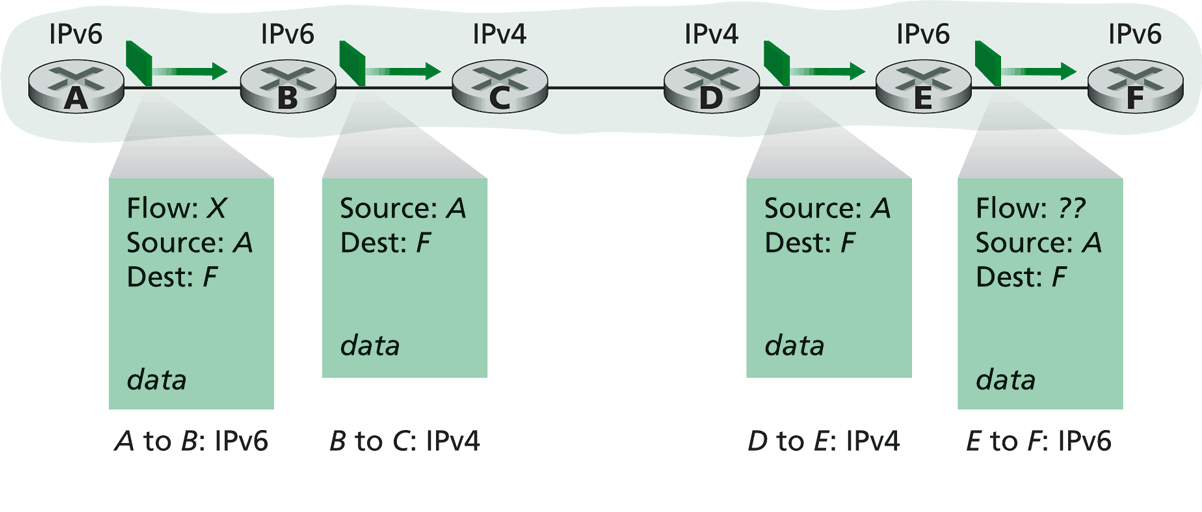 IPv6
IPv6
IPv4
IPv4
IPv6
IPv6
A
B
C
D
E
F
Flow: X
Source: A
Dest: F
data
Source: A
Dest: F
data
Source: A
Dest: F
data
Flow: ??
Source: A
Dest: F
data
A to B: IPv6
B to C: IPv4
D to E: IPv4
E to F: IPv6